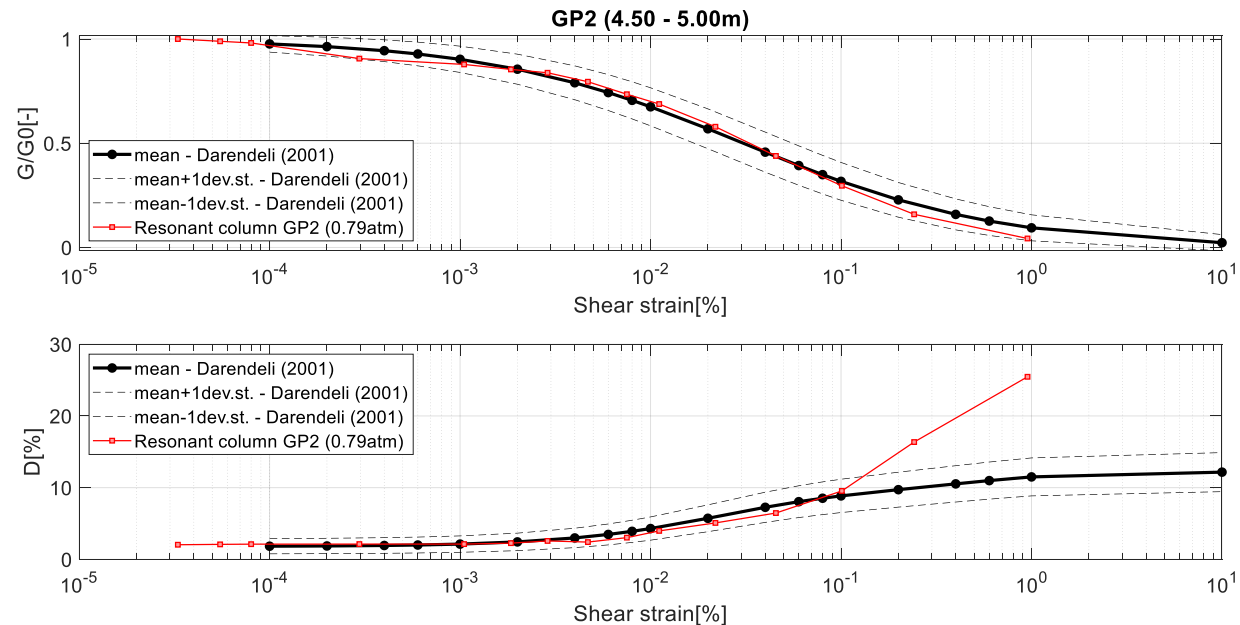 GP2 (4.50 - 5.00m)
G/G0[-]
1
0.5
0
mean - Darendeli (2001)
mean+1dev.st. - Darendeli (2001)
mean-1dev.st. - Darendeli (2001)
Resonant column GP2 (0.79atm)
10^-5 10^-4 10^-3 10^-2 10^-1 10^0 10^1
Shear strain[%]
D[%]
30
20
10
0
mean - Darendeli (2001)
mean+1dev.st. - Darendeli (2001)
mean-1dev.st. - Darendeli (2001)
Resonant column GP2 (0.79atm)
10^-5 10^-4 10^-3 10^-2 10^-1 10^0 10^1
Shear strain[%]